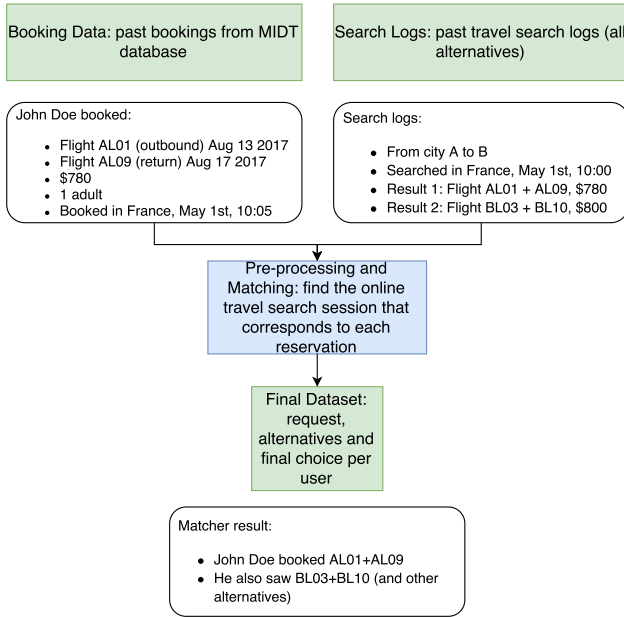 Booking Data: past bookings from MIDT
database
Search Logs: past travel search logs (all
alternatives)
John Doe booked:
• Flight AL01 (outbound) Aug 13 2017
• Flight AL09 (return) Aug 17 2017
• $780
• 1 adult
• Booked in France, May 1st, 10:05
Search logs:
• From city A to B
• Searched in France, May 1st, 10:00
• Result 1: Flight AL01 + AL09, $780
• Result 2: Flight BL03 + BL10, $800
Pre-processing and
Matching: find the online
travel search session that
corresponds to each
reservation
Final Dataset:
request,
alternatives and
final choice per
user
Matcher result:
• John Doe booked AL01+AL09
• He also saw BL03+BL10 (and other
alternatives)